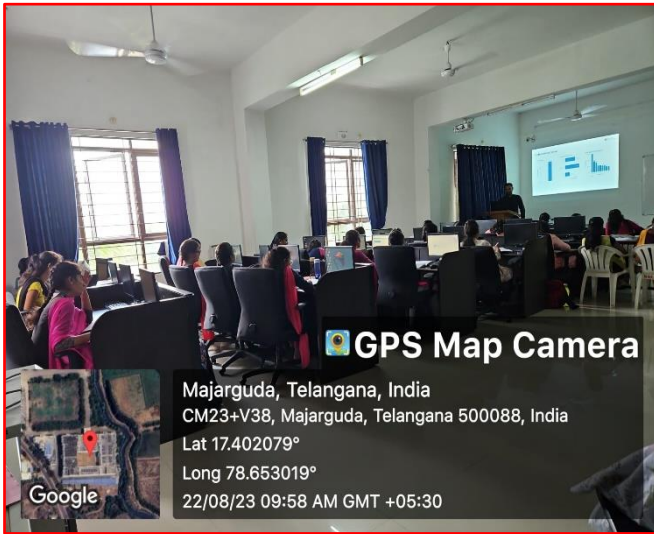 GPS Map Camera
Majarguda, Telangana, India
CM23+V38, Majarguda, Telangana 500088, India
Lat 17.402079°
Long 78.653019°
22/08/23 09:58 AM GMT +05:30
Google